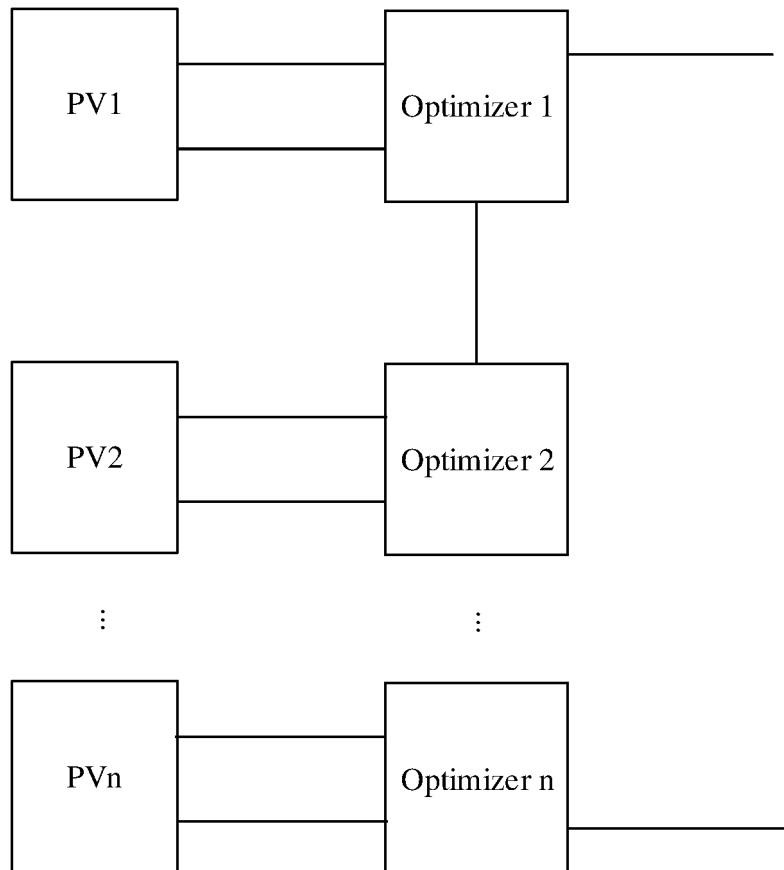 PV1
Optimizer 1
PV2
Optimizer 2
⋮ ⋮
PVn
Optimizer n